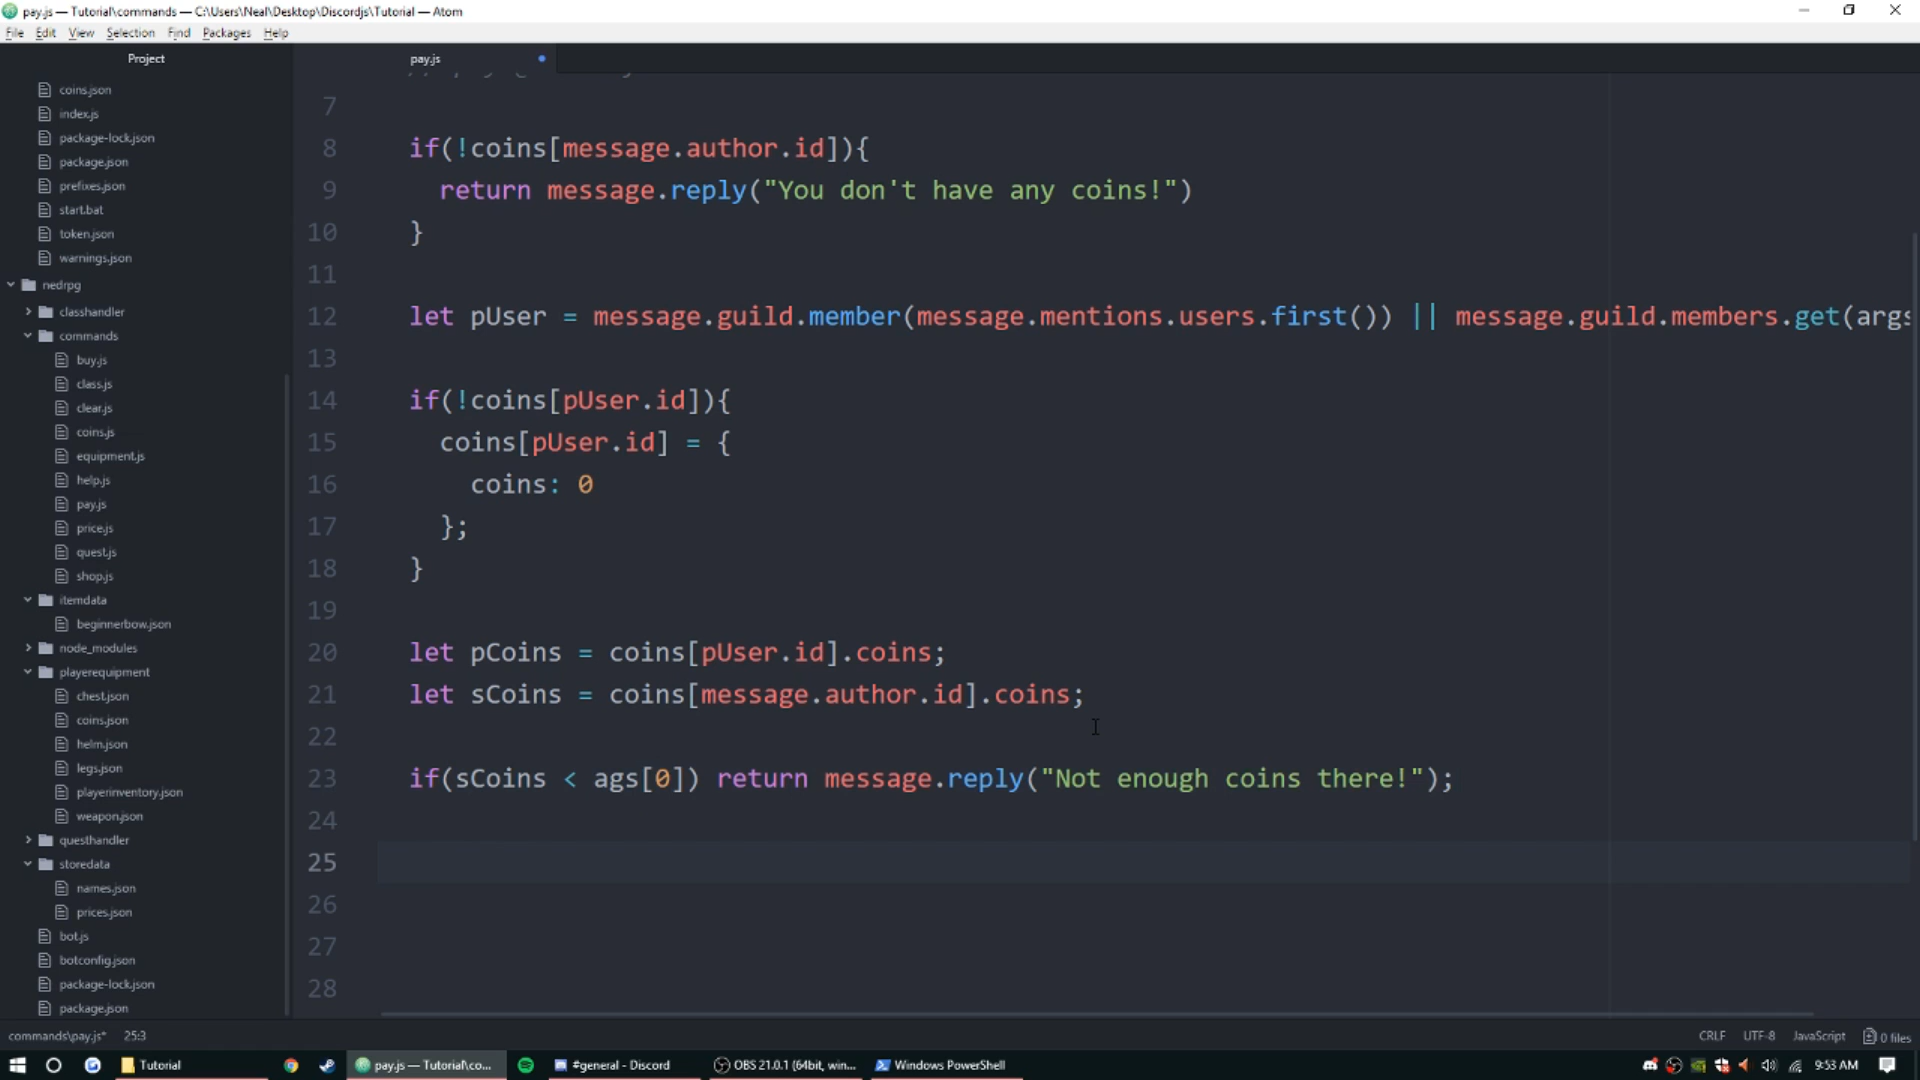 pay.js — Tutorial\commands — C:\Users\Neal\Desktop\Discordjs\Tutorial — Atom
File Edit View Selection Find Packages Help
Project
pay.js
coins.json
index.js
package-lock.json
package.json
prefixes.json
start.bat
token.json
warnings.json
nedrpg
classhandler
commands
buy.js
class.js
clear.js
coins.js
equipment.js
help.js
pay.js
price.js
quest.js
shop.js
itemdata
beginnerbow.json
node_modules
playerequipment
chest.json
coins.json
helm.json
legs.json
playerinventory.json
weapon.json
questhandler
storedata
names.json
prices.json
bot.js
botconfig.json
package-lock.json
package.json
7
8 if(!coins[message.author.id]){
9 return message.reply("You don't have any coins!")
10 }
11
12 let pUser = message.guild.member(message.mentions.users.first()) || message.guild.members.get(args
13
14 if(!coins[pUser.id]){
15 coins[pUser.id] = {
16 coins: 0
17 };
18 }
19
20 let pCoins = coins[pUser.id].coins;
21 let sCoins = coins[message.author.id].coins;
22
23 if(sCoins < ags[0]) return message.reply("Not enough coins there!");
24
25
26
27
28
commands\pay.js* 25:3 CRLF UTF-8 JavaScript 0 files
Tutorial pay.js — Tutorial\co... #general - Discord OBS 21.0.1 (64bit, win... Windows PowerShell 9:53 AM